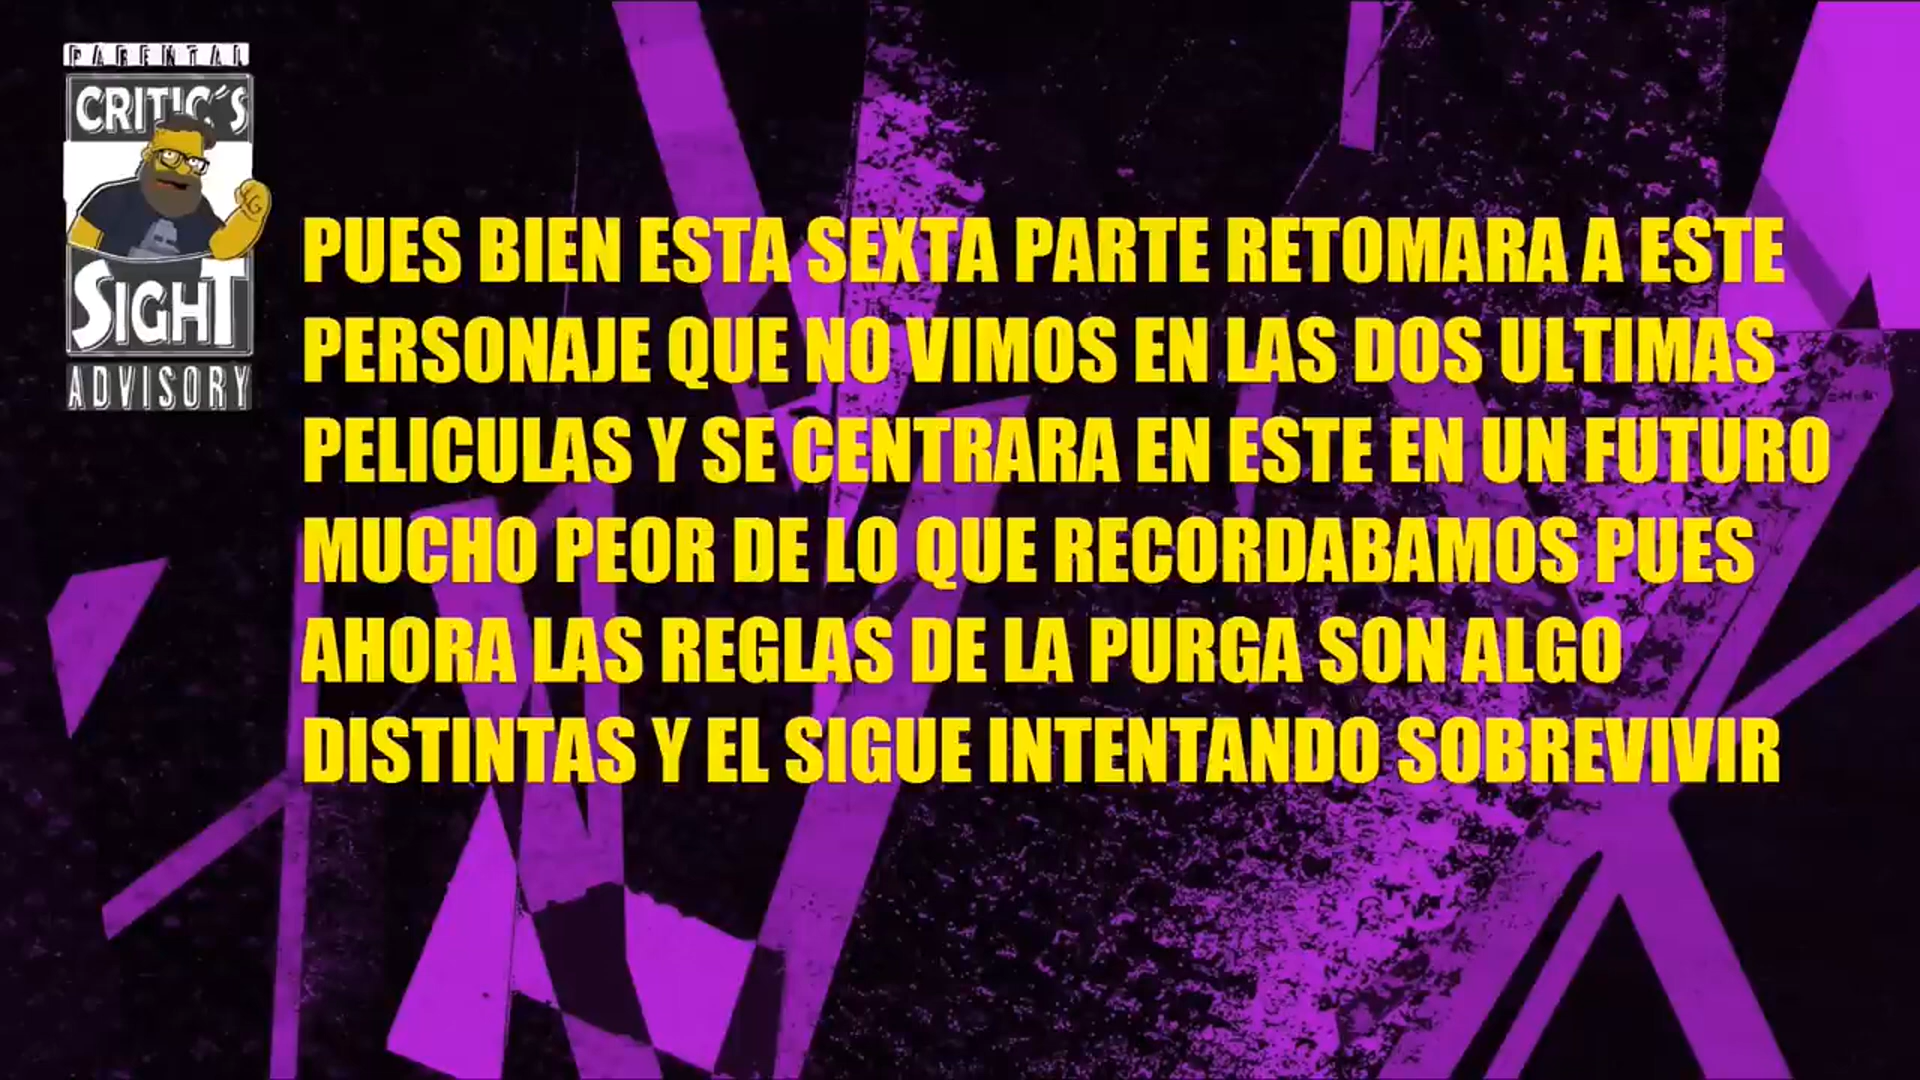 PARENTAL
CRITIC´S
SIGHT
ADVISORY
PUES BIEN ESTA SEXTA PARTE RETOMARA A ESTE
PERSONAJE QUE NO VIMOS EN LAS DOS ULTIMAS
PELICULAS Y SE CENTRARA EN ESTE EN UN FUTURO
MUCHO PEOR DE LO QUE RECORDABAMOS PUES
AHORA LAS REGLAS DE LA PURGA SON ALGO
DISTINTAS Y EL SIGUE INTENTANDO SOBREVIVIR